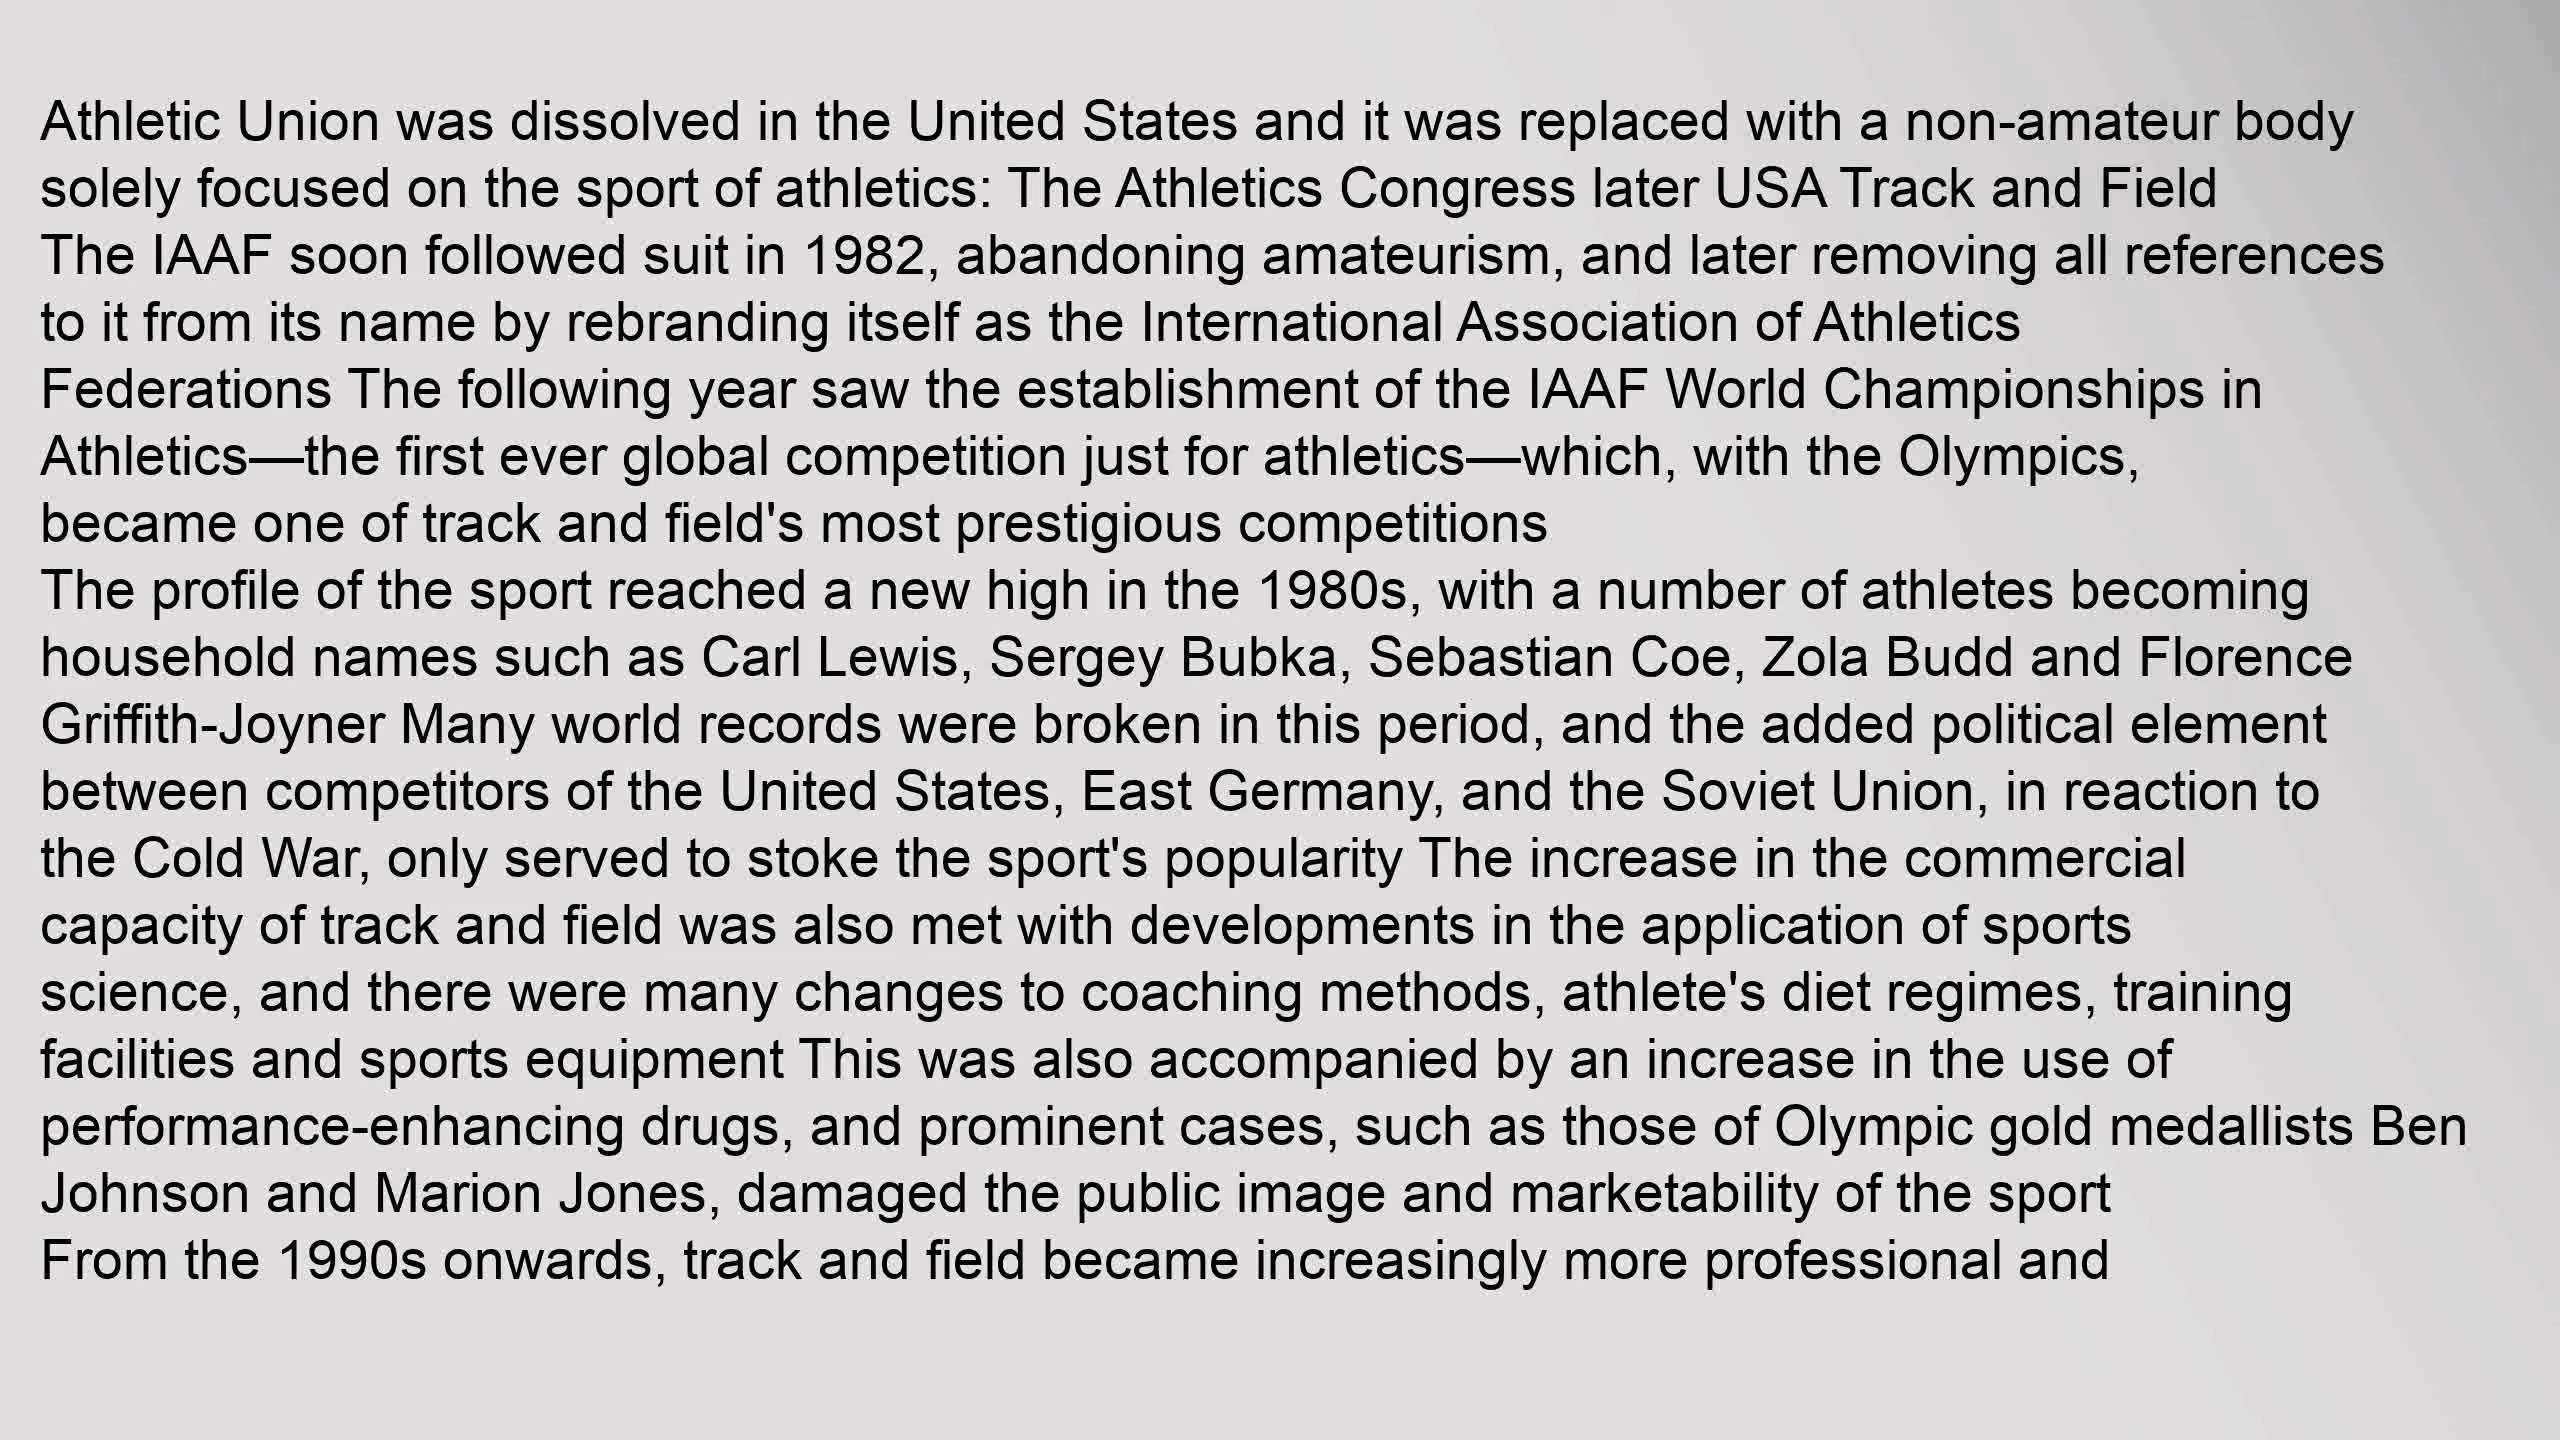 Athletic Union was dissolved in the United States and it was replaced with a non-amateur body
solely focused on the sport of athletics: The Athletics Congress later USA Track and Field
The IAAF soon followed suit in 1982, abandoning amateurism, and later removing all references
to it from its name by rebranding itself as the International Association of Athletics
Federations The following year saw the establishment of the IAAF World Championships in
Athletics—the first ever global competition just for athletics—which, with the Olympics,
became one of track and field's most prestigious competitions
The profile of the sport reached a new high in the 1980s, with a number of athletes becoming
household names such as Carl Lewis, Sergey Bubka, Sebastian Coe, Zola Budd and Florence
Griffith-Joyner Many world records were broken in this period, and the added political element
between competitors of the United States, East Germany, and the Soviet Union, in reaction to
the Cold War, only served to stoke the sport's popularity The increase in the commercial
capacity of track and field was also met with developments in the application of sports
science, and there were many changes to coaching methods, athlete's diet regimes, training
facilities and sports equipment This was also accompanied by an increase in the use of
performance-enhancing drugs, and prominent cases, such as those of Olympic gold medallists Ben
Johnson and Marion Jones, damaged the public image and marketability of the sport
From the 1990s onwards, track and field became increasingly more professional and